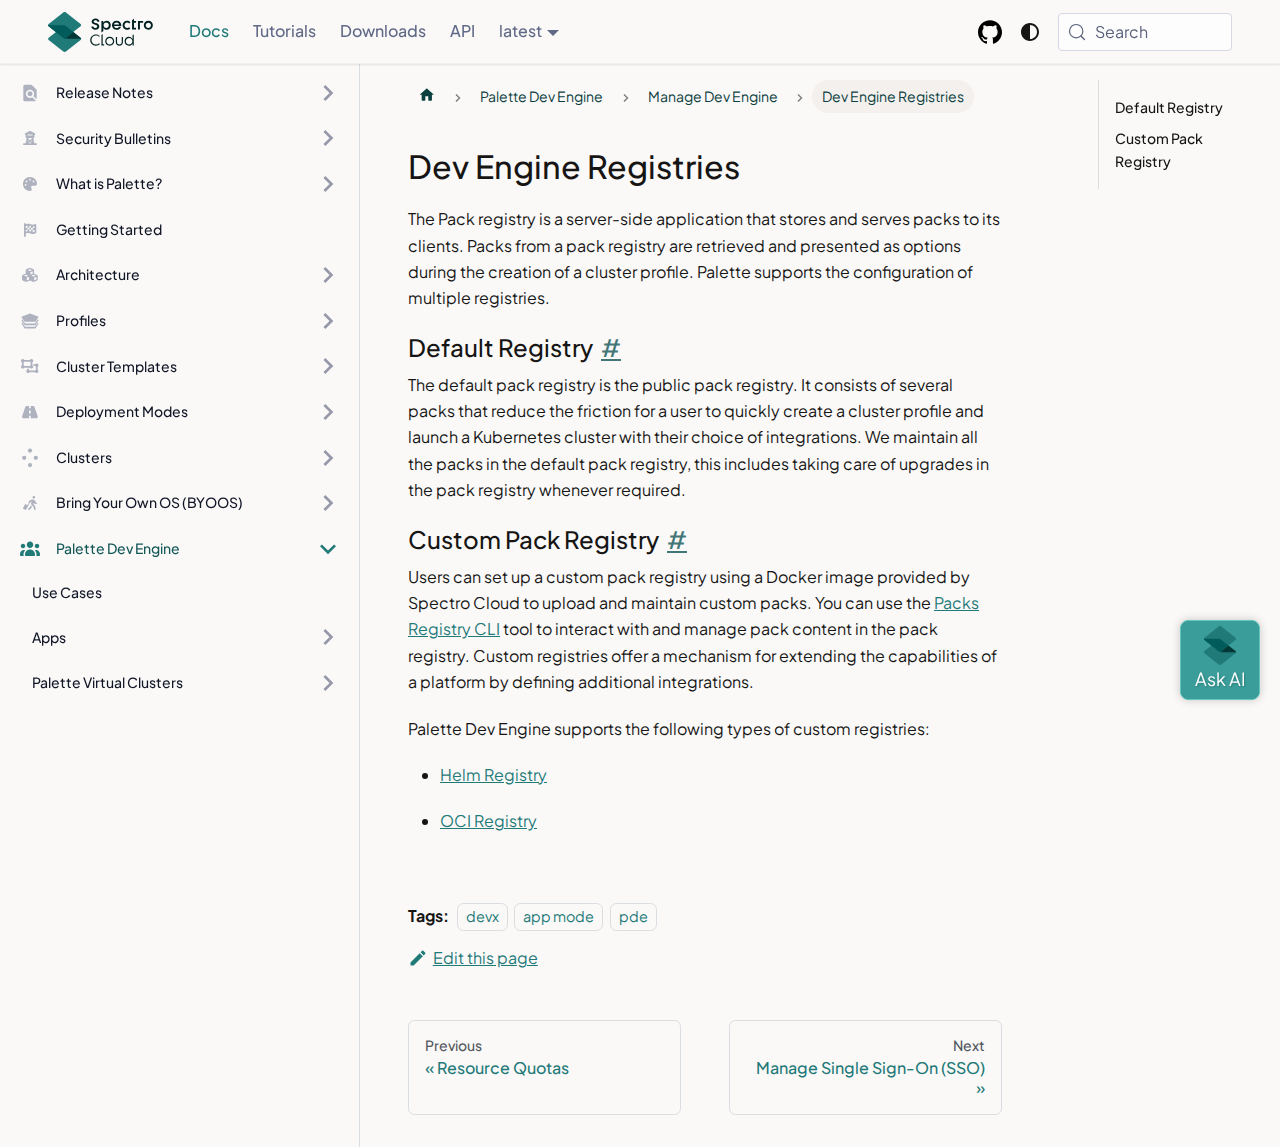 Spectro Cloud
Docs
Tutorials
Downloads
API
latest
Search
Release Notes
Security Bulletins
What is Palette?
Getting Started
Architecture
Profiles
Cluster Templates
Deployment Modes
Clusters
Bring Your Own OS (BYOOS)
Palette Dev Engine
Use Cases
Apps
Palette Virtual Clusters
Palette Dev Engine
Manage Dev Engine
Dev Engine Registries
Dev Engine Registries
The Pack registry is a server-side application that stores and serves packs to its
clients. Packs from a pack registry are retrieved and presented as options
during the creation of a cluster profile. Palette supports the configuration of
multiple registries.
Default Registry #
The default pack registry is the public pack registry. It consists of several
packs that reduce the friction for a user to quickly create a cluster profile and
launch a Kubernetes cluster with their choice of integrations. We maintain all
the packs in the default pack registry, this includes taking care of upgrades in
the pack registry whenever required.
Custom Pack Registry #
Users can set up a custom pack registry using a Docker image provided by
Spectro Cloud to upload and maintain custom packs. You can use the Packs
Registry CLI tool to interact with and manage pack content in the pack
registry. Custom registries offer a mechanism for extending the capabilities of
a platform by defining additional integrations.
Palette Dev Engine supports the following types of custom registries:
Helm Registry
OCI Registry
Tags: devx app mode pde
Edit this page
Previous
« Resource Quotas
Next
Manage Single Sign-On (SSO)
»
Default Registry
Custom Pack
Registry
Ask AI